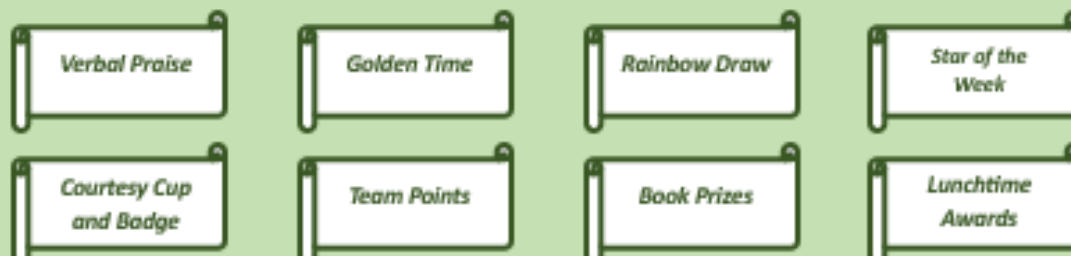 Verbal Praise
Golden Time
Rainbow Draw
Star of the
Week
Courtesy Cup
and Badge
Team Points
Book Prizes
Lunchtime
Awards